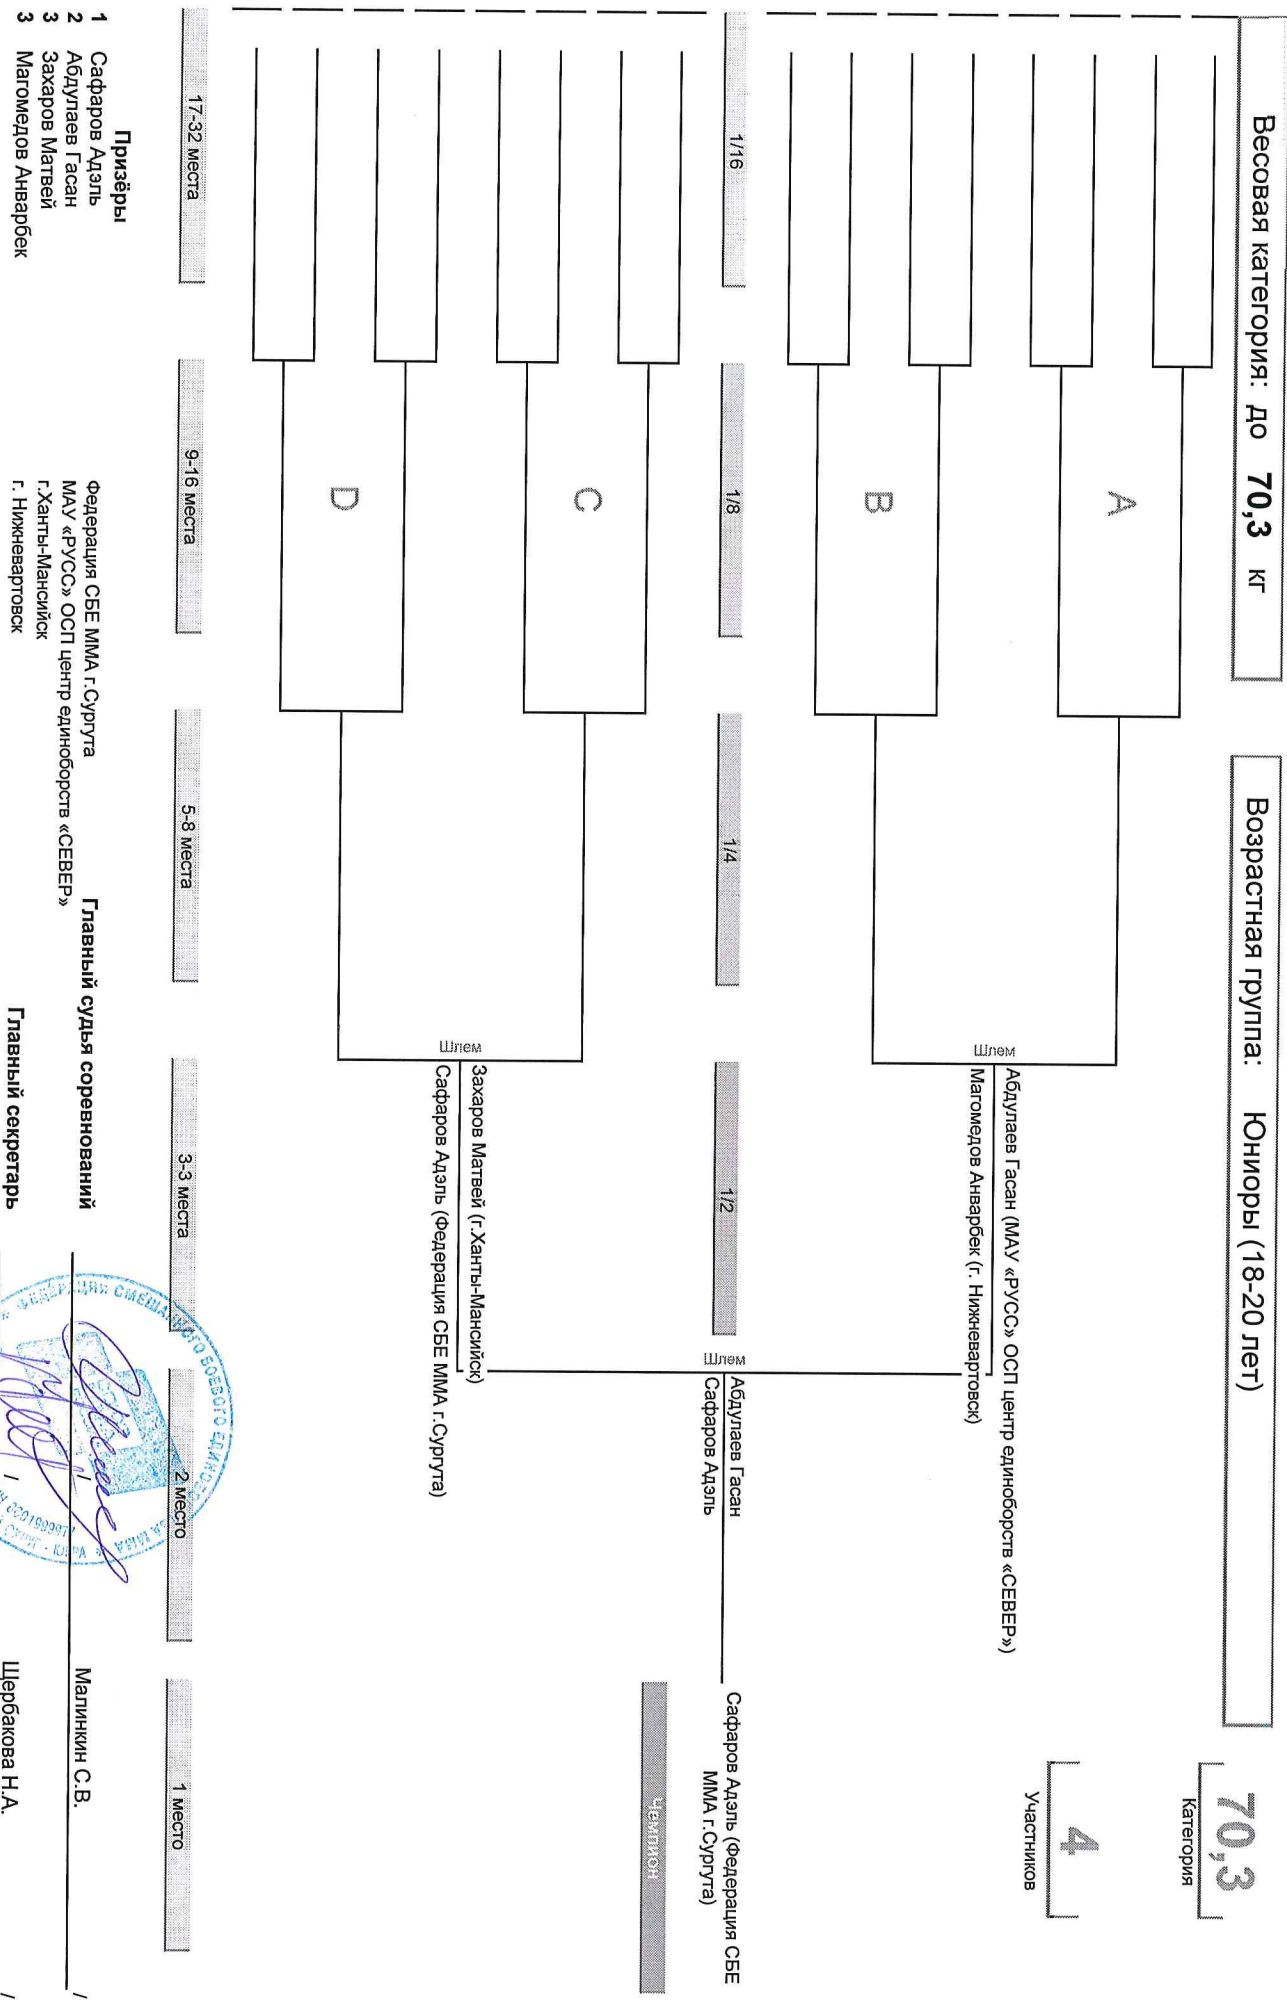 Весовая категория: до 70,3 кг
Возрастная группа: Юниоры (18-20 лет)
70,3
Категория
4
Участников
A
B
C
D
Шлем
Абдулаев Гасан (МАУ «РУСС» ОСП центр единоборств «СЕВЕР»)
Магомедов Анварбек (г. Нижневартовск)
Шлем
Абдулаев Гасан
Сафаров Адэль
Сафаров Адэль (Федерация СБЕ
ММА г.Сургута)
Чемпион
1/16
1/8
1/4
1/2
Шлем
Захаров Матвей (г.Ханты-Мансийск)
Сафаров Адэль (Федерация СБЕ ММА г.Сургута)
17-32 места
9-16 места
5-8 места
3-3 места
2 место
1 место
Призёры
1 Сафаров Адэль Федерация СБЕ ММА г.Сургута
2 Абдулаев Гасан МАУ «РУСС» ОСП центр единоборств «СЕВЕР»
3 Захаров Матвей г.Ханты-Мансийск
3 Магомедов Анварбек г. Нижневартовск
Главный судья соревнований / Малинкин С.В. /
Главный секретарь / Щербакова Н.А. /